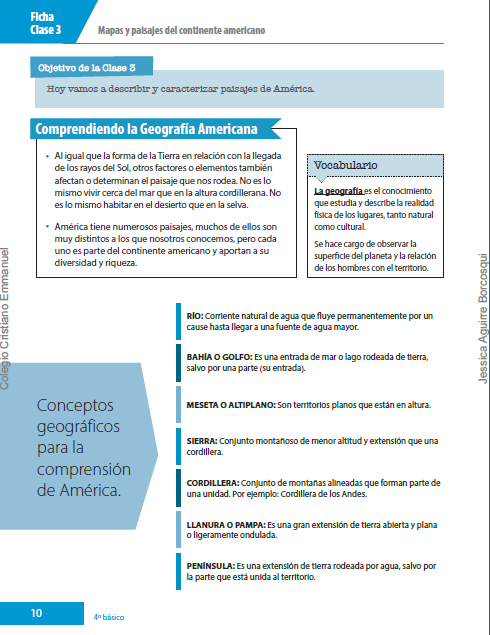 Ficha
Clase 3
Mapas y paisajes del continente americano
Objetivo de la Clase 3
Hoy vamos a describir y caracterizar paisajes de América.
Comprendiendo la Geografía Americana
• Al igual que la forma de la Tierra en relación con la llegada
de los rayos del Sol, otros factores o elementos también
afectan o determinan el paisaje que nos rodea. No es lo
mismo vivir cerca del mar que en la altura cordillerana. No
es lo mismo habitar en el desierto que en la selva.
• América tiene numerosos paisajes, muchos de ellos son
muy distintos a los que nosotros conocemos, pero cada
uno es parte del continente americano y aportan a su
diversidad y riqueza.
Vocabulario
La geografía es el conocimiento
que estudia y describe la realidad
física de los lugares, tanto natural
como cultural.
Se hace cargo de observar la
superficie del planeta y la relación
de los hombres con el territorio.
Colegio Cristiano Emmanuel
Jessica Aguirre Borcosqui
Conceptos
geográficos
para la
comprensión
de América.
RÍO: Corriente natural de agua que fluye permanentemente por un
cause hasta llegar a una fuente de agua mayor.
BAHÍA O GOLFO: Es una entrada de mar o lago rodeada de tierra,
salvo por una parte (su entrada).
MESETA O ALTIPLANO: Son territorios planos que están en altura.
SIERRA: Conjunto montañoso de menor altitud y extensión que una
cordillera.
CORDILLERA: Conjunto de montañas alineadas que forman parte de
una unidad. Por ejemplo: Cordillera de los Andes.
LLANURA O PAMPA: Es una gran extensión de tierra abierta y plana
o ligeramente ondulada.
PENÍNSULA: Es una extensión de tierra rodeada por agua, salvo por
la parte que está unida al territorio.
10
4º básico